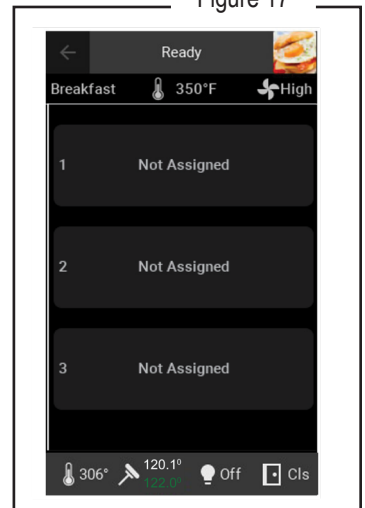 Figure 17
Ready
Breakfast 350°F High
1 Not Assigned
2 Not Assigned
3 Not Assigned
306° 120.1° Off Cls
122.0°